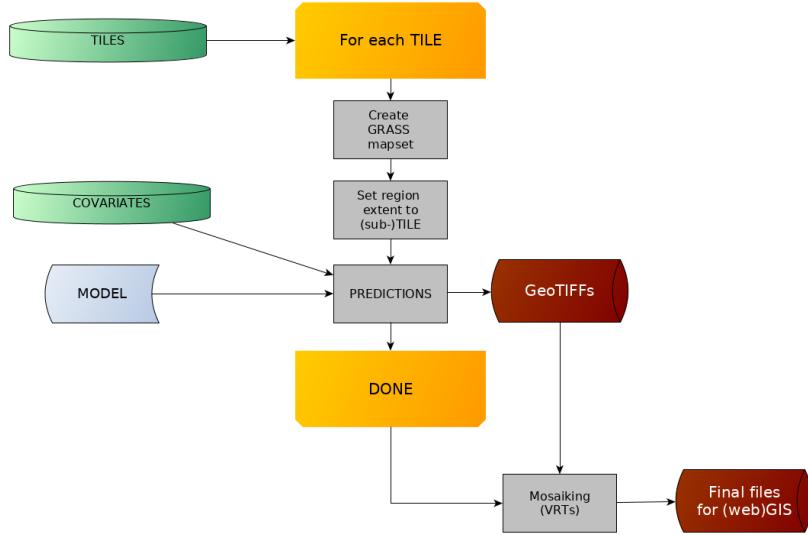 TILES
For each TILE
Create
GRASS
mapset
COVARIATES
Set region
extent to
(sub-)TILE
MODEL
PREDICTIONS
GeoTIFFs
DONE
Mosaiking
(VRTs)
Final files
for (web)GIS